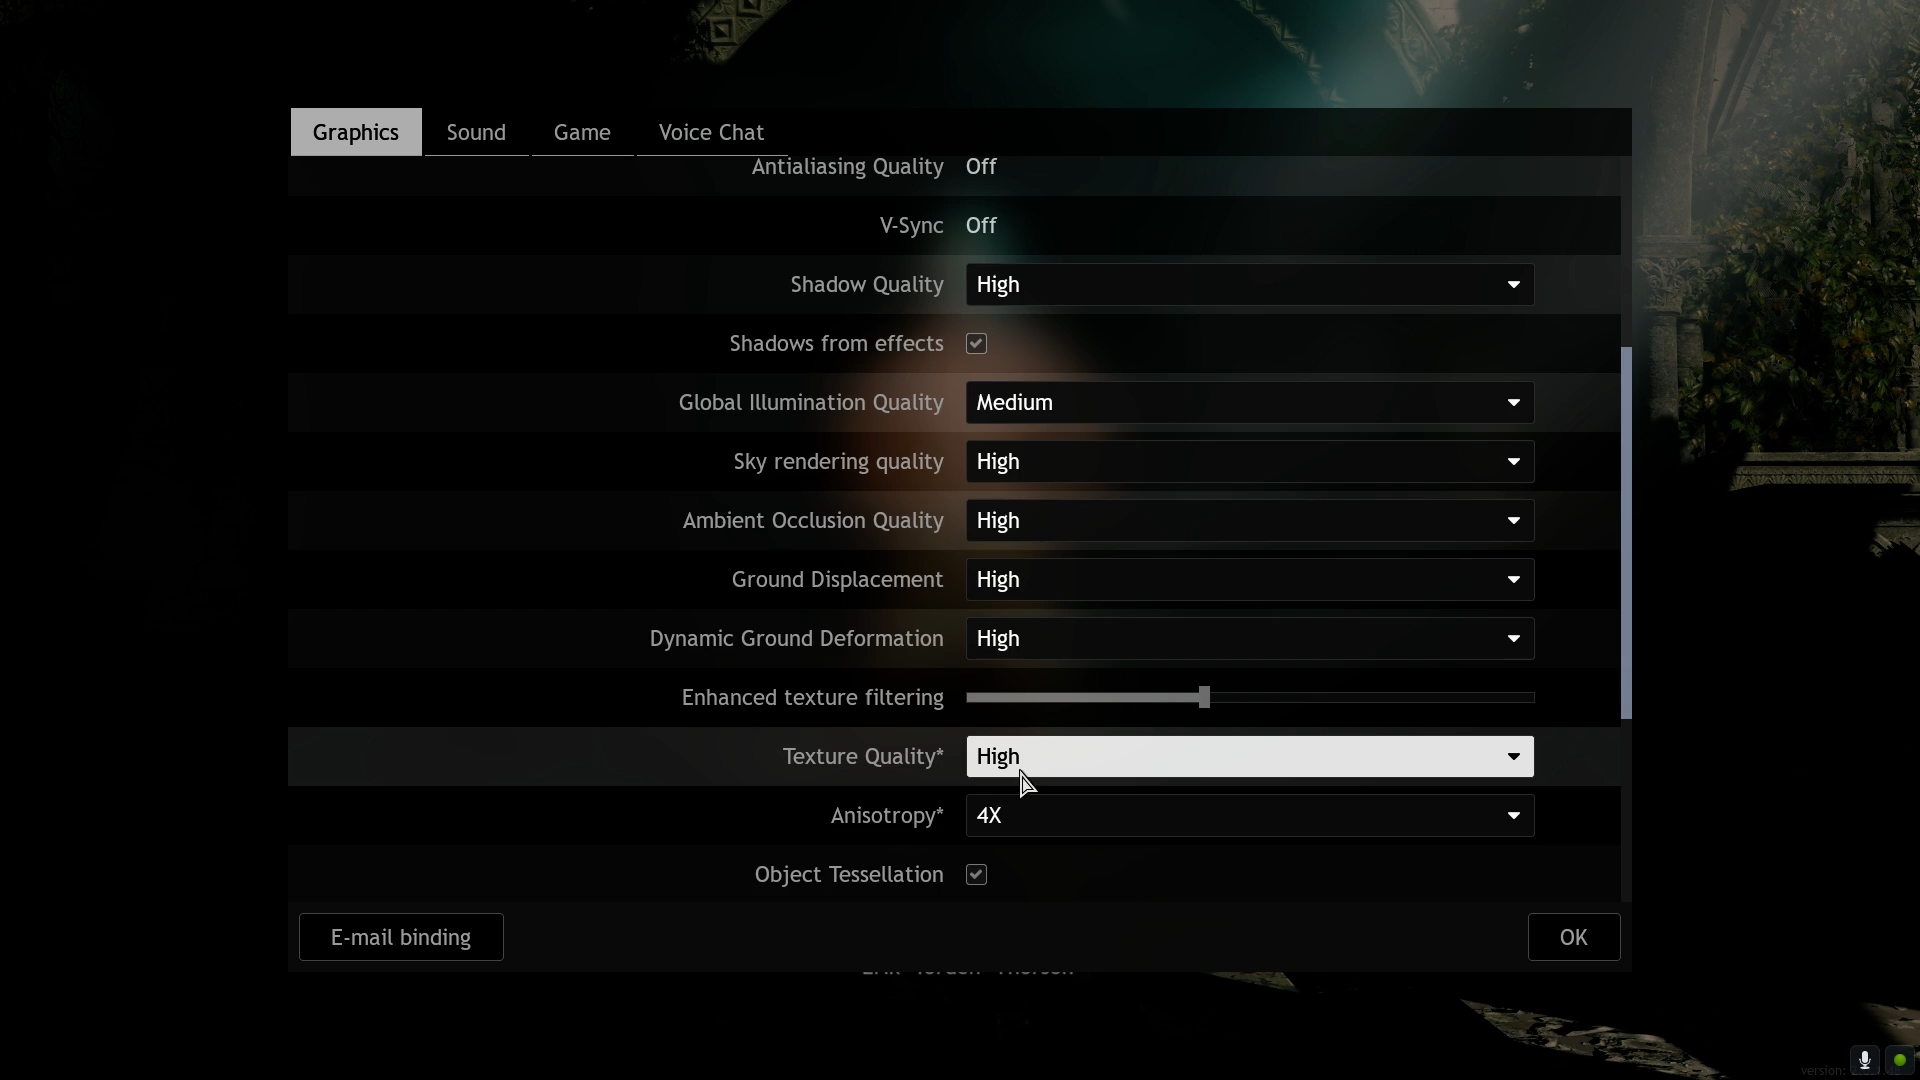 Graphics Sound Game Voice Chat
Antialiasing Quality Off
V-Sync Off
Shadow Quality High
Shadows from effects
Global Illumination Quality Medium
Sky rendering quality High
Ambient Occlusion Quality High
Ground Displacement High
Dynamic Ground Deformation High
Enhanced texture filtering
Texture Quality* High
Anisotropy* 4X
Object Tessellation
E-mail binding OK
version: